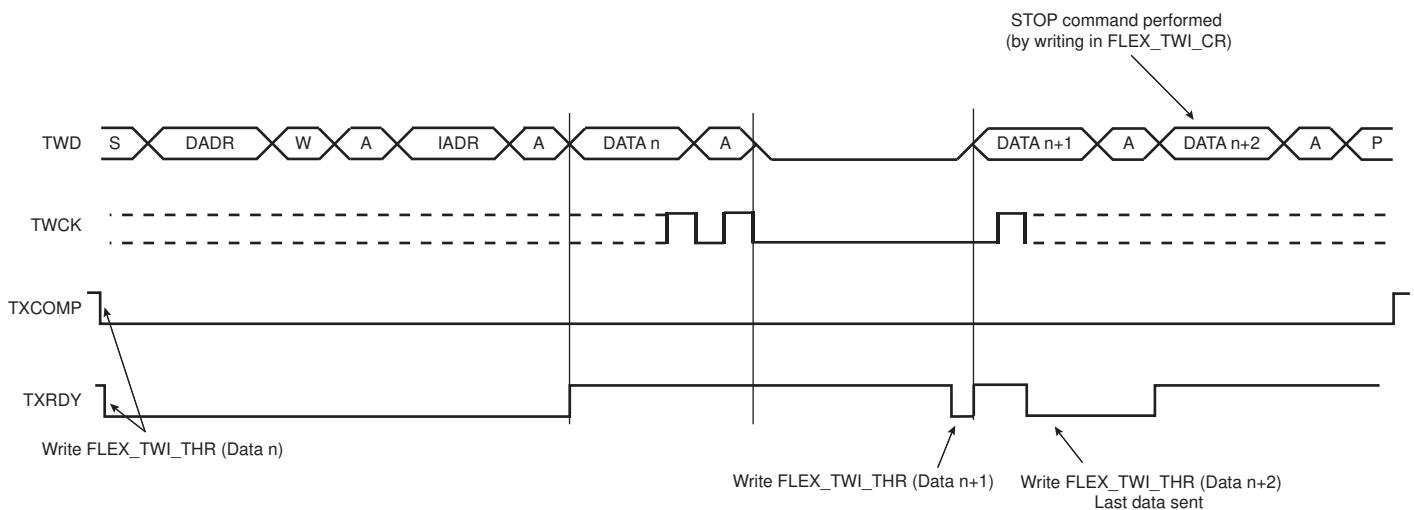 STOP command performed
(by writing in FLEX_TWI_CR)
TWD S DADR W A IADR A DATA n A DATA n+1 A DATA n+2 A P
TWCK
TXCOMP
TXRDY
Write FLEX_TWI_THR (Data n)
Write FLEX_TWI_THR (Data n+1) Write FLEX_TWI_THR (Data n+2)
Last data sent